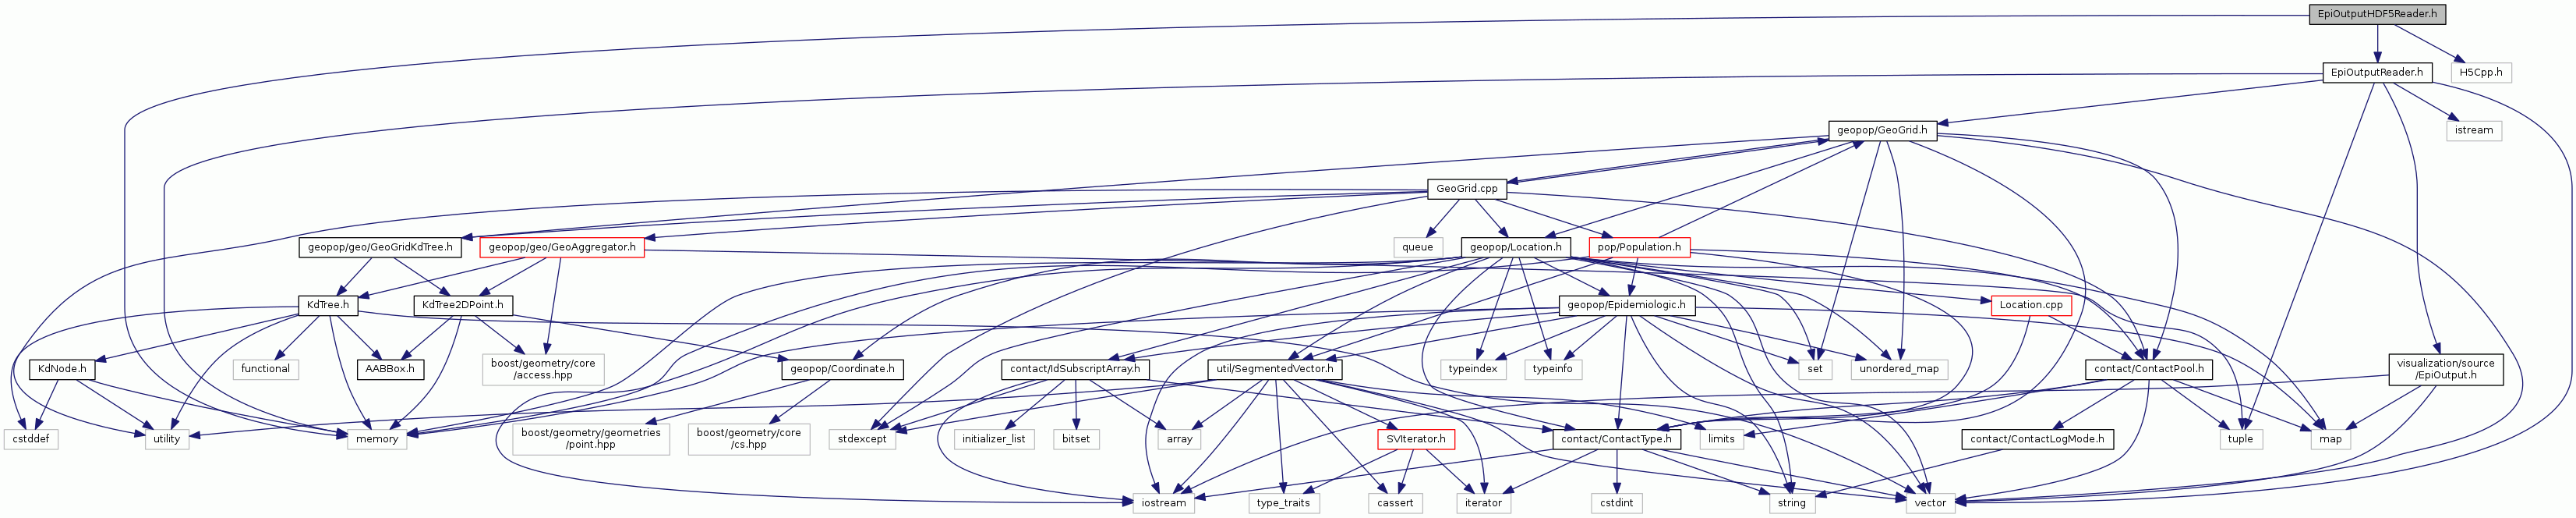 EpiOutputHDF5Reader.h
EpiOutputReader.h
H5Cpp.h
geopop/GeoGrid.h
istream
GeoGrid.cpp
geopop/geo/GeoGridKdTree.h
geopop/geo/GeoAggregator.h
queue
geopop/Location.h
pop/Population.h
KdTree.h
KdTree2DPoint.h
geopop/Epidemiologic.h
Location.cpp
KdNode.h
functional
AABBox.h
boost/geometry/core
/access.hpp
geopop/Coordinate.h
contact/IdSubscriptArray.h
util/SegmentedVector.h
typeindex
typeinfo
set
unordered_map
contact/ContactPool.h
visualization/source
/EpiOutput.h
cstddef
utility
memory
boost/geometry/geometries
/point.hpp
boost/geometry/core
/cs.hpp
stdexcept
initializer_list
bitset
array
SVIterator.h
limits
contact/ContactType.h
contact/ContactLogMode.h
tuple
map
iostream
type_traits
cassert
iterator
cstdint
string
vector